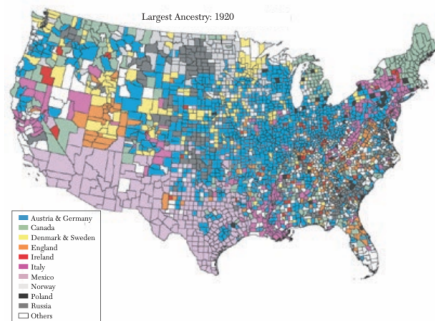 Largest Ancestry: 1920
Austria & Germany
Canada
Denmark & Sweden
England
Ireland
Italy
Mexico
Norway
Poland
Russia
Others